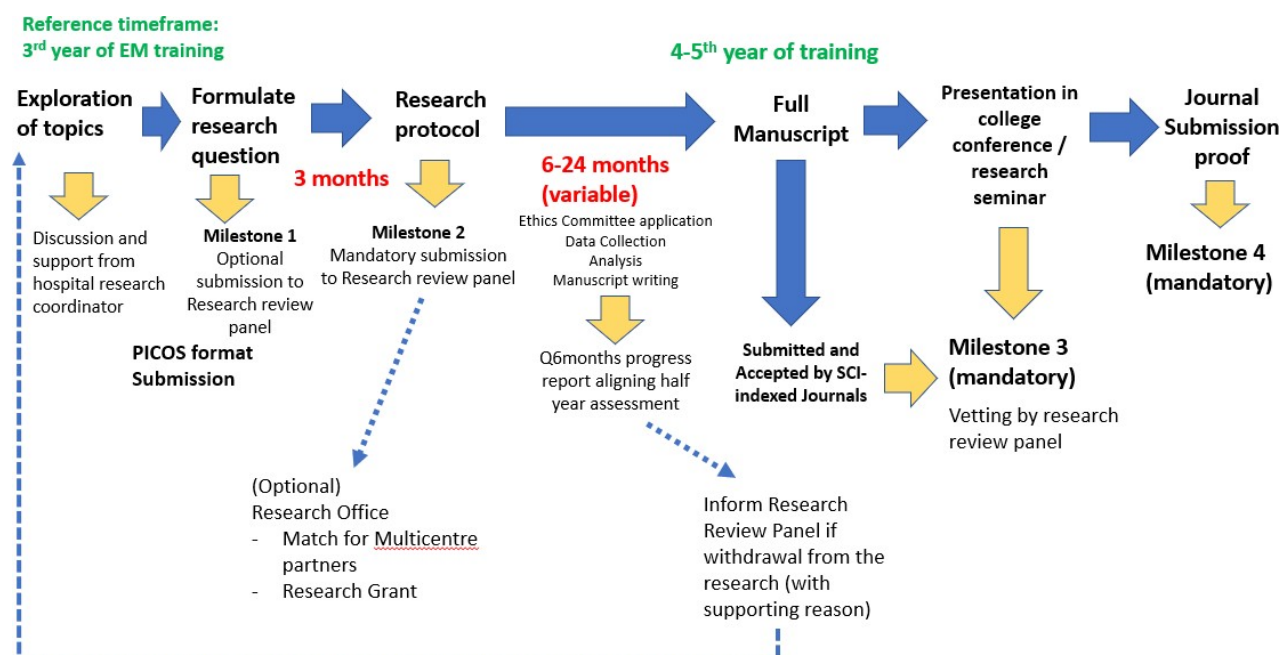 Reference timeframe:
3rd year of EM training
4-5th year of training
Exploration
of topics
Formulate
research
question
Research
protocol
Full
Manuscript
Presentation in
college
conference /
research
seminar
Journal
Submission
proof
3 months
6-24 months
(variable)
Ethics Committee application
Data Collection
Analysis
Manuscript writing
Discussion and
support from
hospital research
coordinator
Milestone 1
Optional
submission to
Research review
panel
PICOS format
Submission
Milestone 2
Mandatory submission
to Research review panel
Q6months progress
report aligning half
year assessment
Submitted and
Accepted by SCI-
indexed Journals
Milestone 3
(mandatory)
Vetting by research
review panel
Milestone 4
(mandatory)
(Optional)
Research Office
- Match for Multicentre
partners
- Research Grant
Inform Research
Review Panel if
withdrawal from the
research (with
supporting reason)